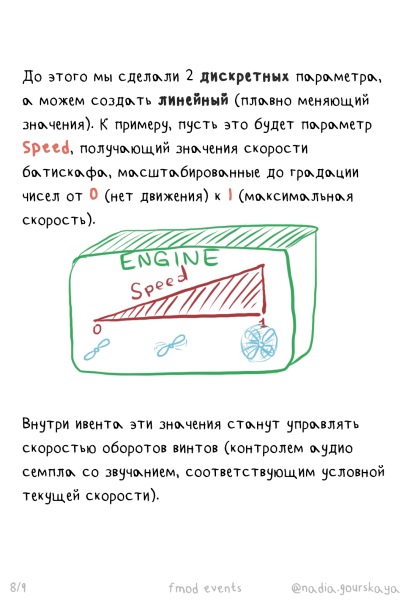 До этого мы сделали 2 дискретных параметра,
а можем создать линейный (плавно меняющий
значения). К примеру, пусть это будет параметр
Speed, получающий значения скорости
батискафа, масштабированные до градации
чисел от 0 (нет движения) к 1 (максимальная
скорость).
ENGINE
Speed
0
1
Внутри ивента эти значения станут управлять
скоростью оборотов винтов (контролем аудио
семпла со звучанием, соответствующим условной
текущей скорости).
8/9 fmod events @nadia.gourskaya